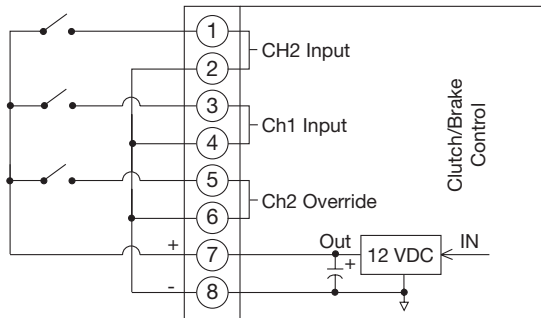 1
CH2 Input
2
3
Ch1 Input
4
5
Ch2 Override
6
+ 7
Out
+
12 VDC
IN
- 8
Clutch/Brake
Control